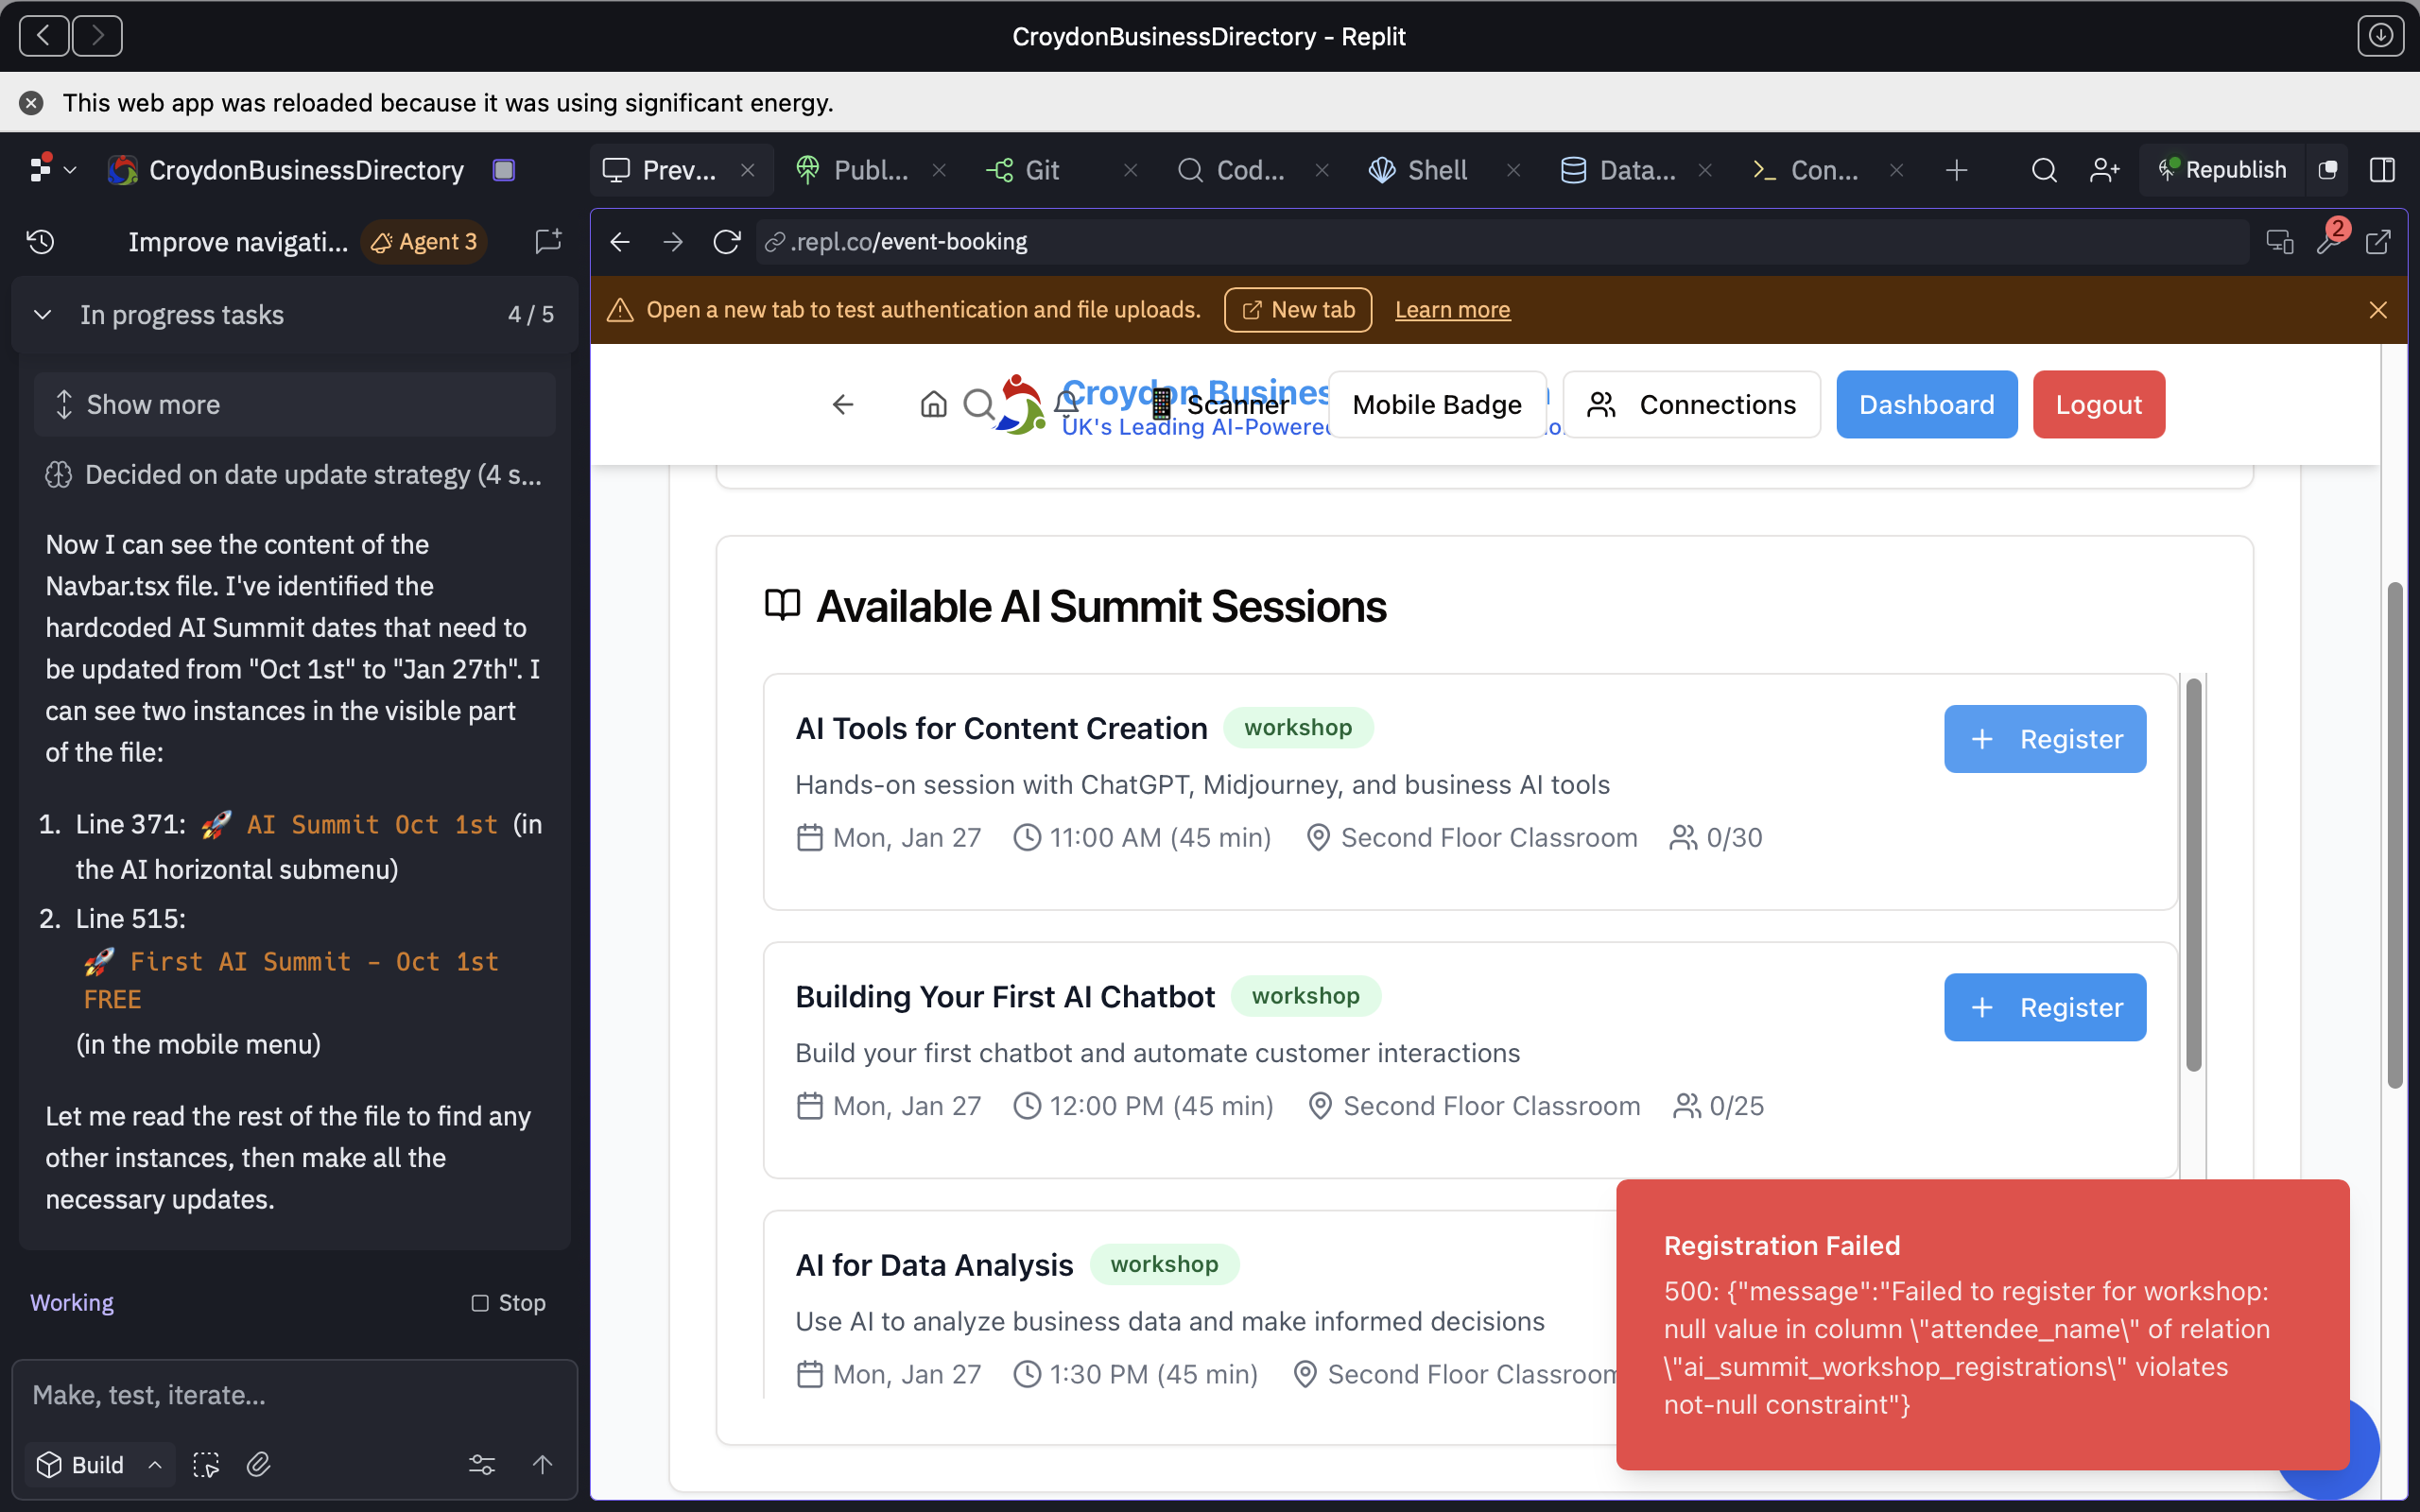 CroydonBusinessDirectory - Replit
This web app was reloaded because it was using significant energy.
CroydonBusinessDirectory
Prev...
Publ...
Git
Cod...
Shell
Data...
Con...
Republish
Improve navigati...
Agent 3
.repl.co/event-booking
2
In progress tasks
4 / 5
Open a new tab to test authentication and file uploads.
New tab
Learn more
Show more
Decided on date update strategy (4 s...
Now I can see the content of the
Navbar.tsx file. I've identified the
hardcoded AI Summit dates that need to
be updated from "Oct 1st" to "Jan 27th". I
can see two instances in the visible part
of the file:
1. Line 371: 🚀 AI Summit Oct 1st (in
the AI horizontal submenu)
2. Line 515:
🚀 First AI Summit - Oct 1st
FREE
(in the mobile menu)
Let me read the rest of the file to find any
other instances, then make all the
necessary updates.
Working
Stop
Make, test, iterate...
Build
Croydon Busines
UK's Leading AI-Powere
Scanner
Mobile Badge
Connections
Dashboard
Logout
Available AI Summit Sessions
AI Tools for Content Creation
workshop
Register
Hands-on session with ChatGPT, Midjourney, and business AI tools
Mon, Jan 27
11:00 AM (45 min)
Second Floor Classroom
0/30
Building Your First AI Chatbot
workshop
Register
Build your first chatbot and automate customer interactions
Mon, Jan 27
12:00 PM (45 min)
Second Floor Classroom
0/25
AI for Data Analysis
workshop
Use AI to analyze business data and make informed decisions
Mon, Jan 27
1:30 PM (45 min)
Second Floor Classroom
Registration Failed
500: {"message":"Failed to register for workshop:
null value in column \"attendee_name\" of relation
\"ai_summit_workshop_registrations\" violates
not-null constraint"}